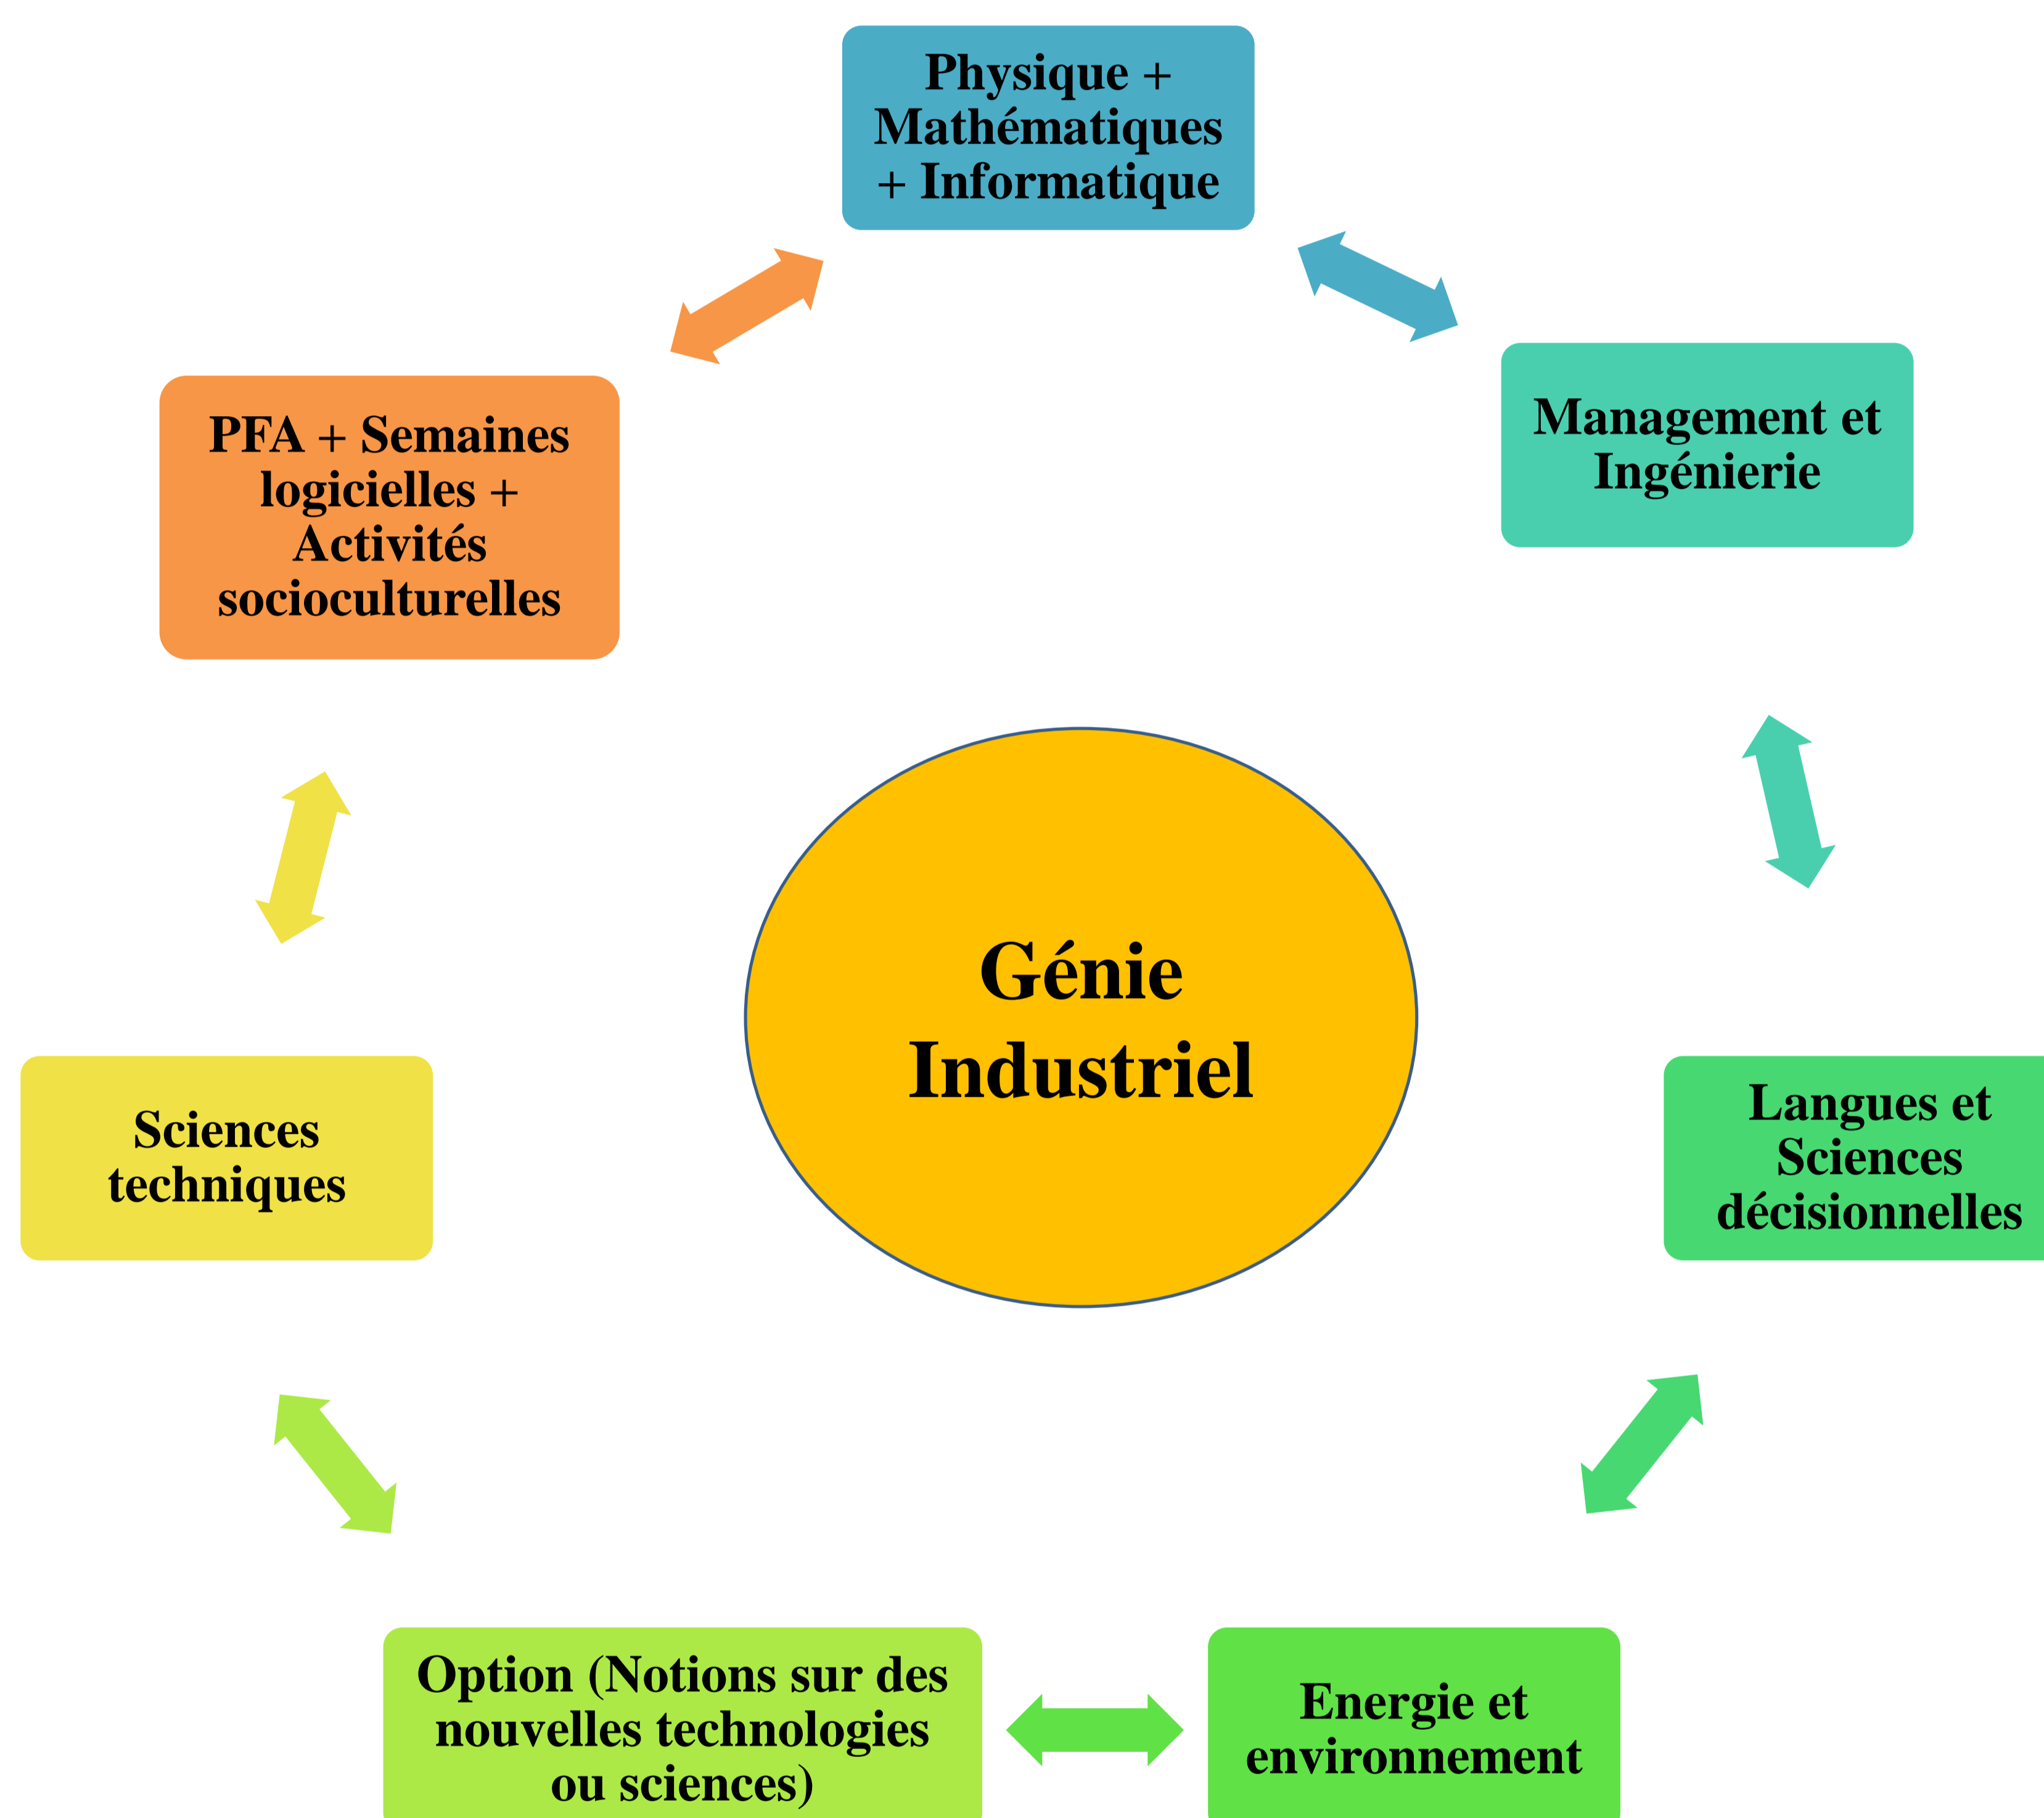 Physique +
Mathématiques
+ Informatique
Management et
Ingénierie
PFA + Semaines
logicielles +
Activités
socioculturelles
Génie
Industriel
Langues et
Sciences
décisionnelles
Sciences
techniques
Option (Notions sur des
nouvelles technologies
ou sciences)
Energie et
environnement